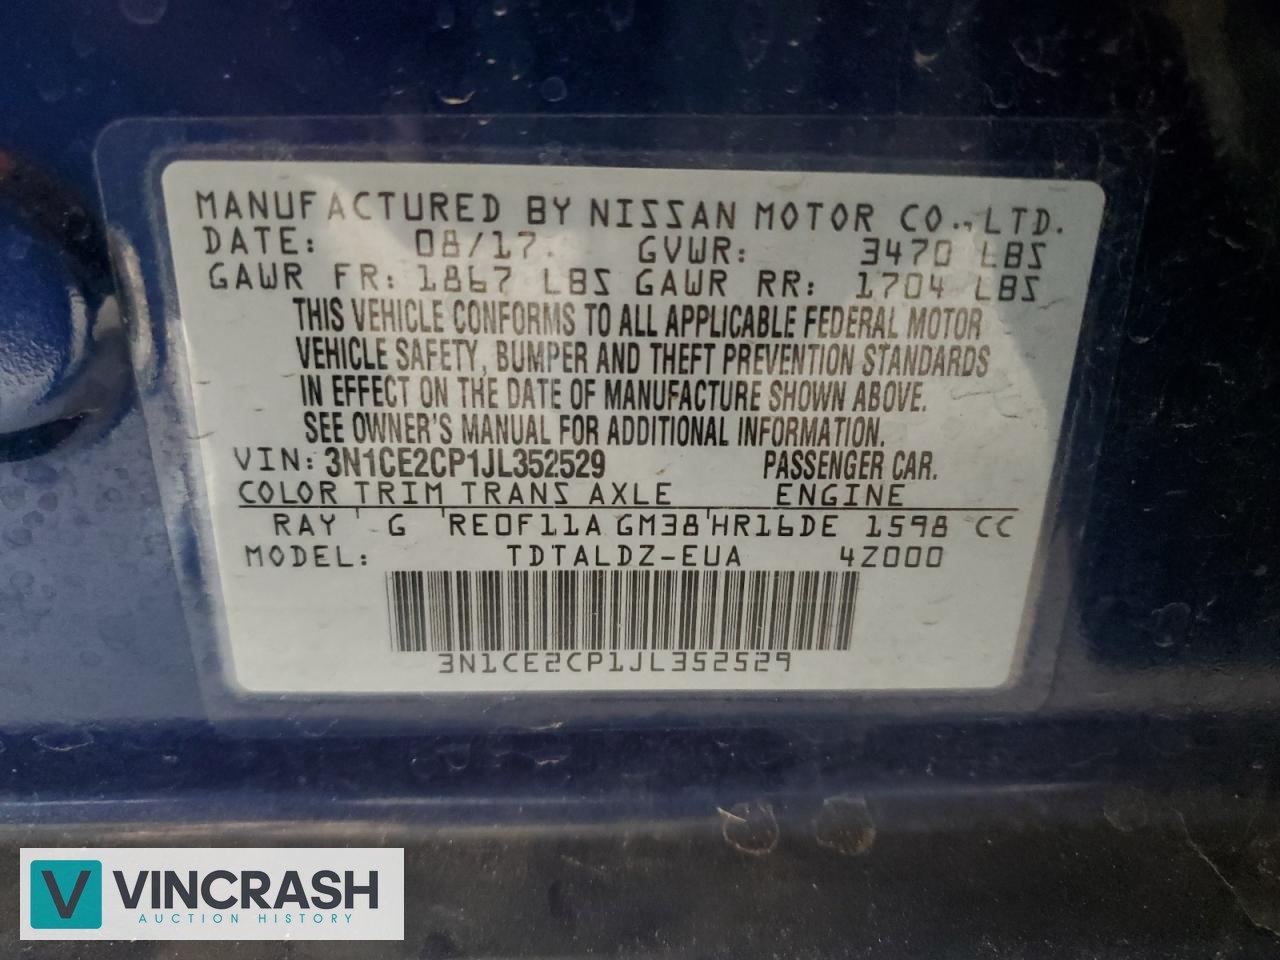 MANUFACTURED BY NISSAN MOTOR CO., LTD.
DATE: 08/17. GVWR: 3470 LBS
GAWR FR: 1867 LBS GAWR RR: 1704 LBS
THIS VEHICLE CONFORMS TO ALL APPLICABLE FEDERAL MOTOR
VEHICLE SAFETY, BUMPER AND THEFT PREVENTION STANDARDS
IN EFFECT ON THE DATE OF MANUFACTURE SHOWN ABOVE.
SEE OWNER'S MANUAL FOR ADDITIONAL INFORMATION.
VIN: 3N1CE2CP1JL352529 PASSENGER CAR.
COLOR TRIM TRANS AXLE ENGINE
RAY ' G ' RE0F11A GM38 ' HR16DE 1598 CC
MODEL: TDTALDZ-EUA 4Z000
3N1CE2CP1JL352529
V VINCRASH
AUCTION HISTORY